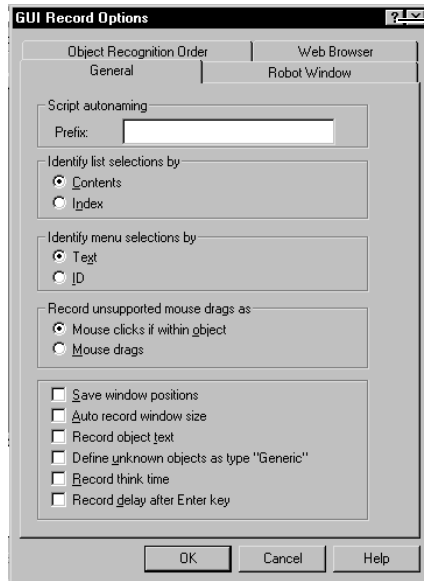 GUI Record Options
Object Recognition Order
Web Browser
General
Robot Window
Script autonaming
Prefix:
Identify list selections by
Contents
Index
Identify menu selections by
Text
ID
Record unsupported mouse drags as
Mouse clicks if within object
Mouse drags
Save window positions
Auto record window size
Record object text
Define unknown objects as type "Generic"
Record think time
Record delay after Enter key
OK
Cancel
Help